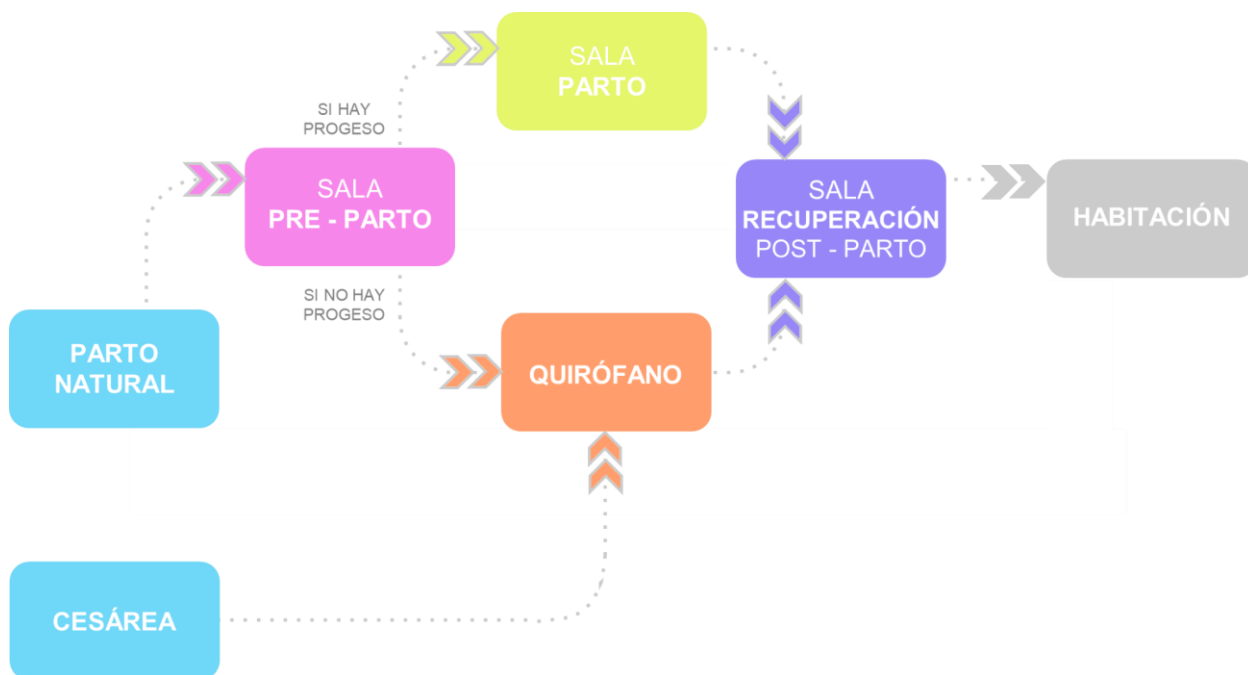 SALA
PARTO
SI HAY
PROGESO
SALA
PRE - PARTO
SALA
RECUPERACIÓN
POST - PARTO
HABITACIÓN
SI NO HAY
PROGESO
PARTO
NATURAL
QUIRÓFANO
CESÁREA